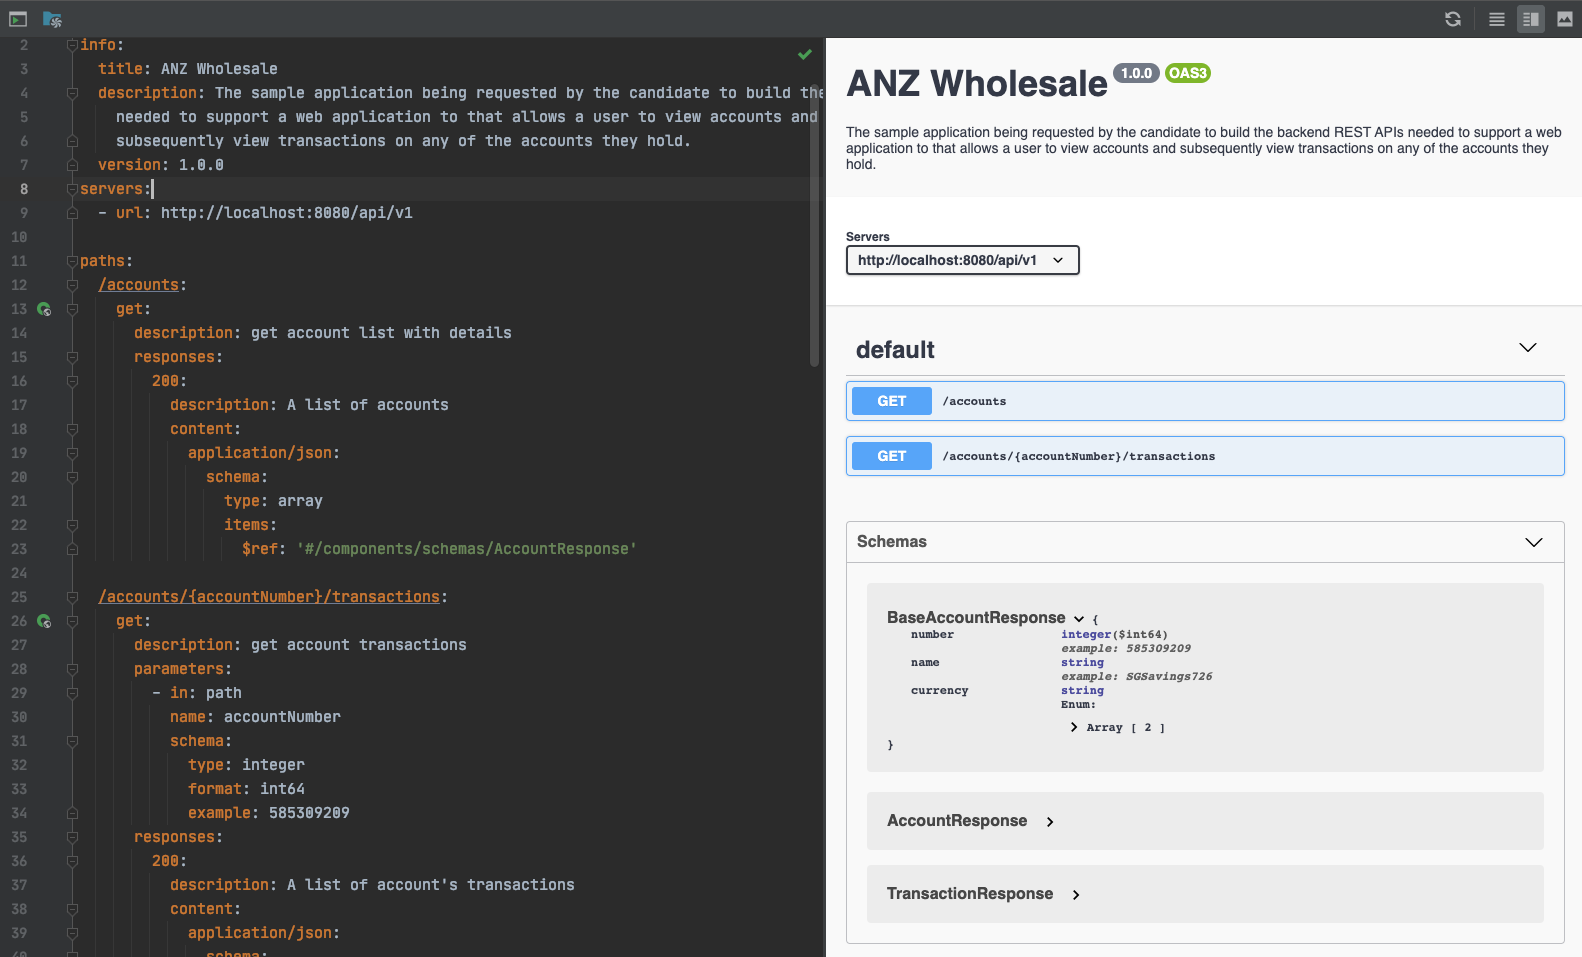 2 info:
3 title: ANZ Wholesale
4 description: The sample application being requested by the candidate to build the
5 needed to support a web application to that allows a user to view accounts and
6 subsequently view transactions on any of the accounts they hold.
7 version: 1.0.0
8 servers:
9 - url: http://localhost:8080/api/v1
10
11 paths:
12 /accounts:
13 get:
14 description: get account list with details
15 responses:
16 200:
17 description: A list of accounts
18 content:
19 application/json:
20 schema:
21 type: array
22 items:
23 $ref: '#/components/schemas/AccountResponse'
24
25 /accounts/{accountNumber}/transactions:
26 get:
27 description: get account transactions
28 parameters:
29 - in: path
30 name: accountNumber
31 schema:
32 type: integer
33 format: int64
34 example: 585309209
35 responses:
36 200:
37 description: A list of account's transactions
38 content:
39 application/json:
40 schema:
ANZ Wholesale 1.0.0 OAS3
The sample application being requested by the candidate to build the backend REST APIs needed to support a web
application to that allows a user to view accounts and subsequently view transactions on any of the accounts they
hold.
Servers
http://localhost:8080/api/v1
default
GET /accounts
GET /accounts/{accountNumber}/transactions
Schemas
BaseAccountResponse {
number integer($int64)
example: 585309209
name string
example: SGSavings726
currency string
Enum:
Array [ 2 ]
}
AccountResponse
TransactionResponse